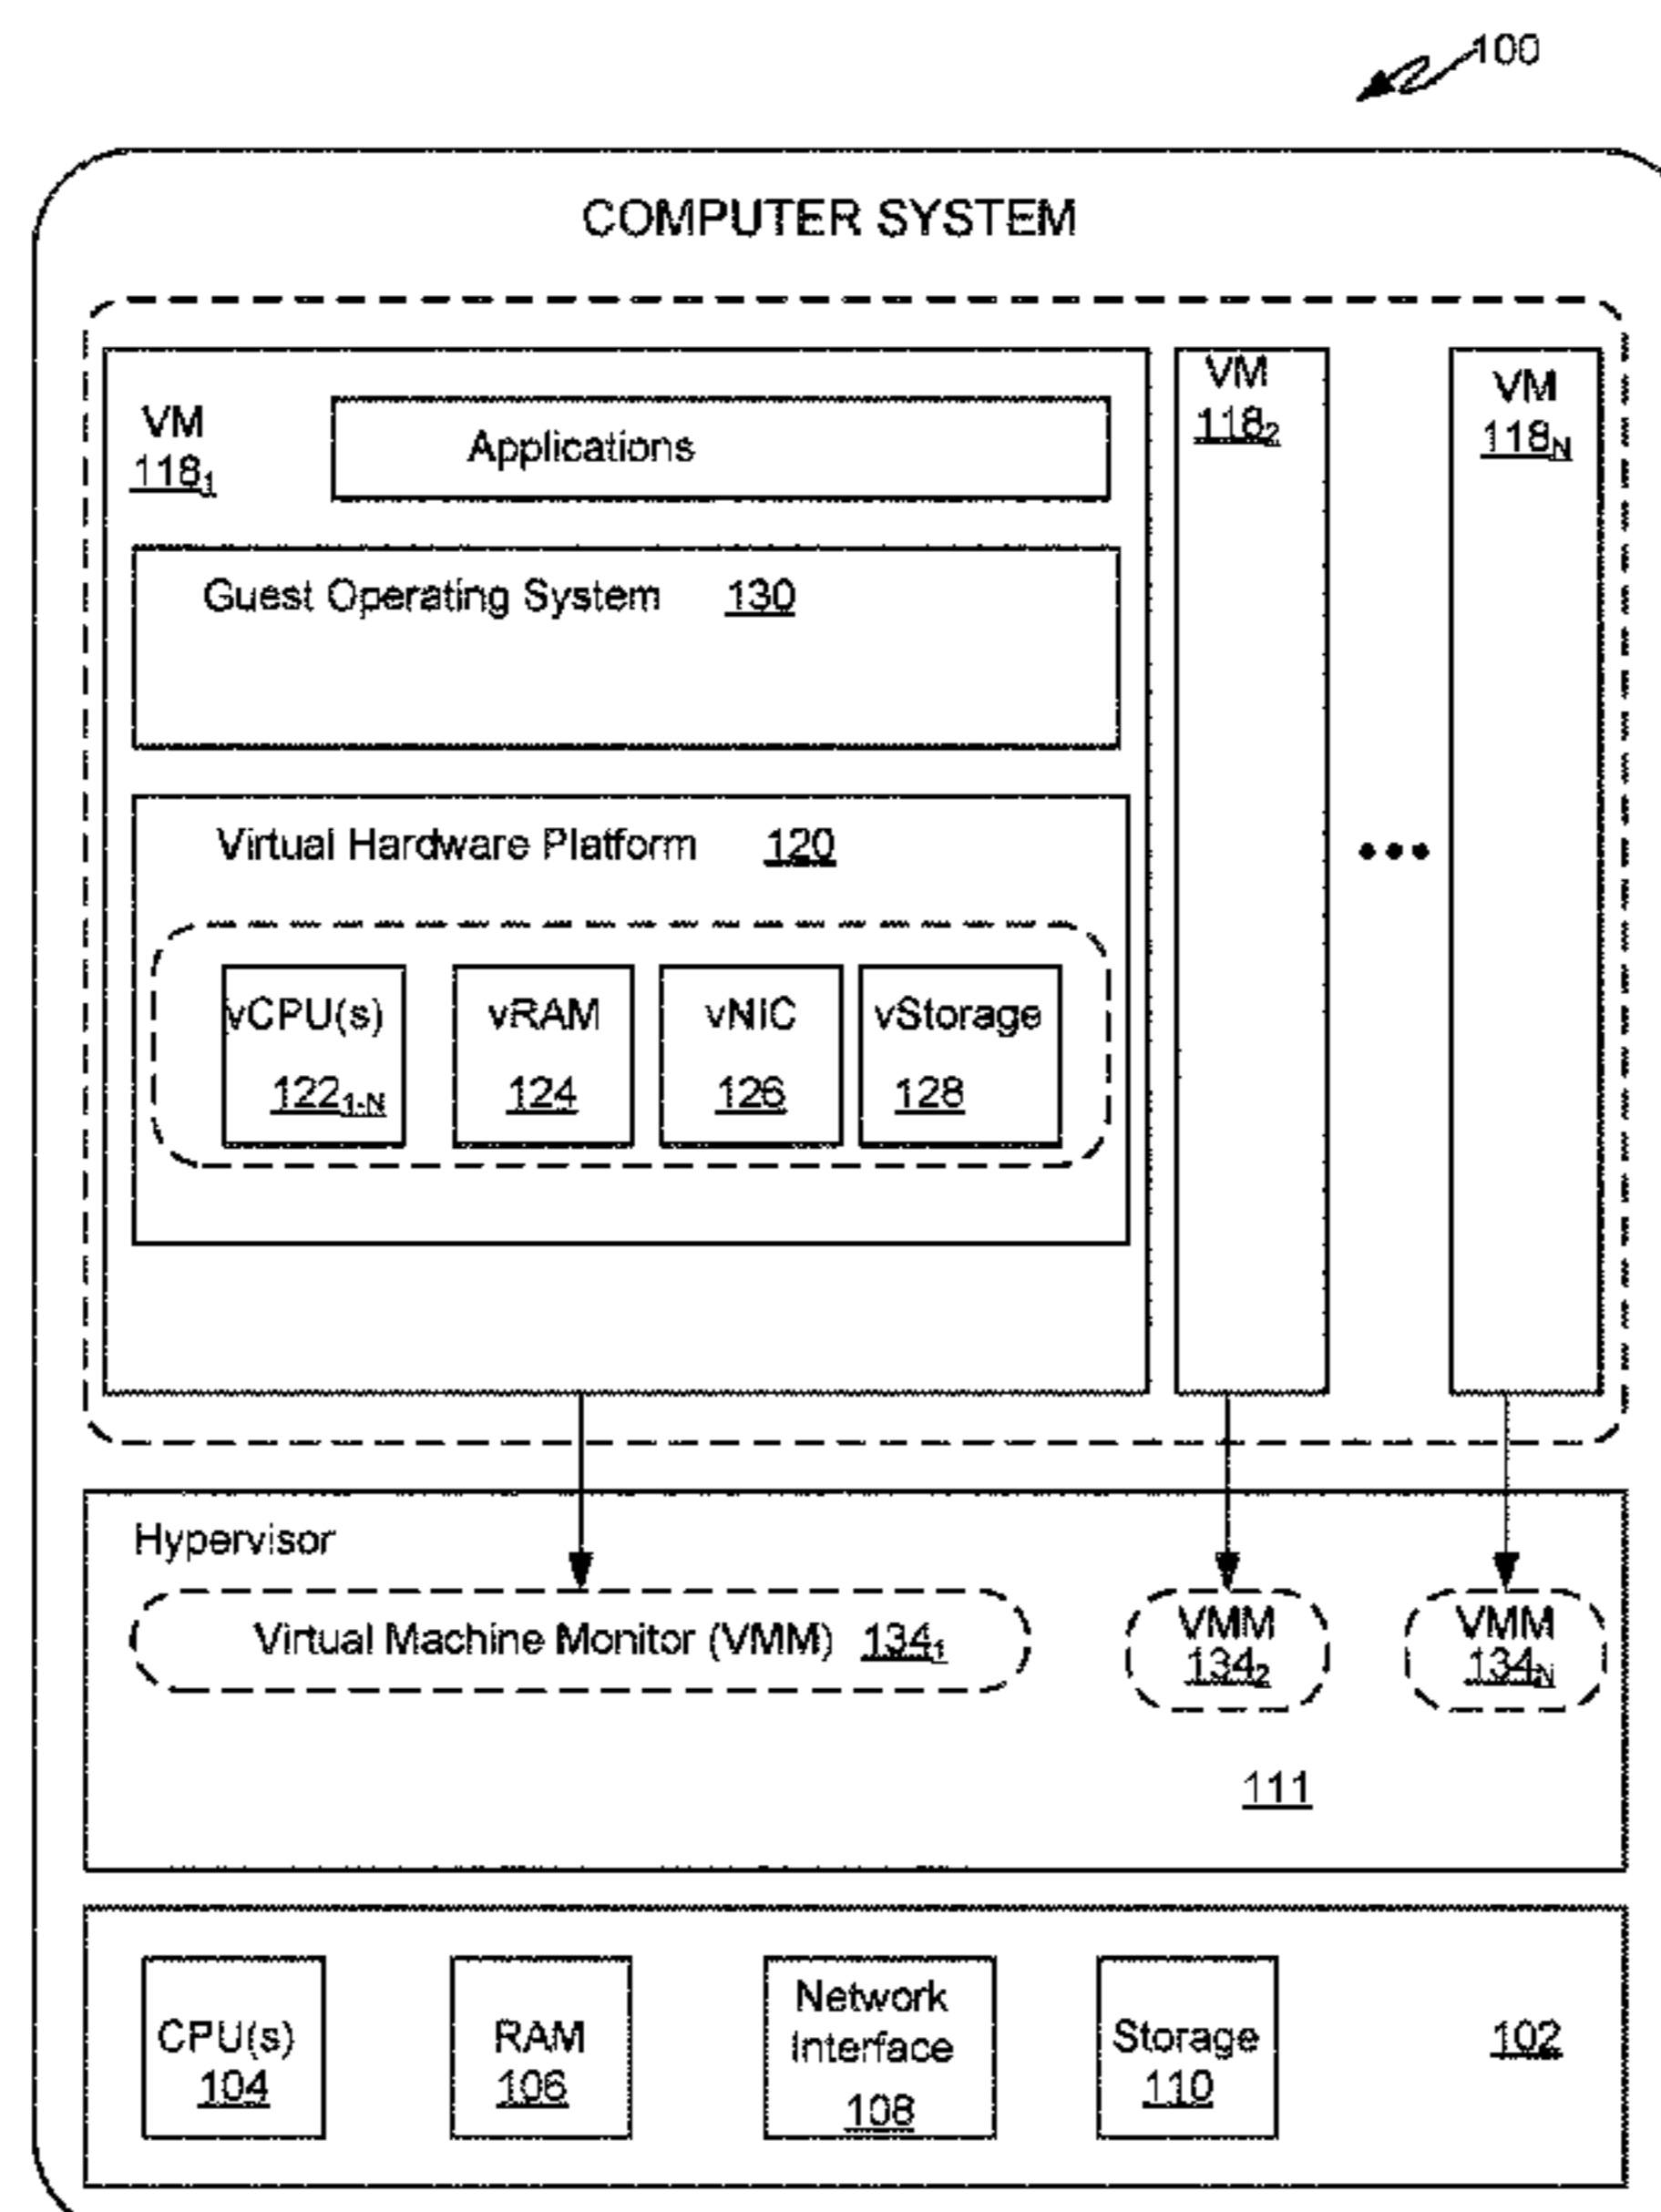 100
COMPUTER SYSTEM
VM
118₁
Applications
VM
118₂
VM
118N
Guest Operating System 130
Virtual Hardware Platform 120
vCPU(s)
122₁₋N
vRAM
124
vNIC
126
vStorage
128
Hypervisor
Virtual Machine Monitor (VMM) 134₁
VMM
134₂
VMM
134N
111
CPU(s)
104
RAM
106
Network
Interface
108
Storage
110
102